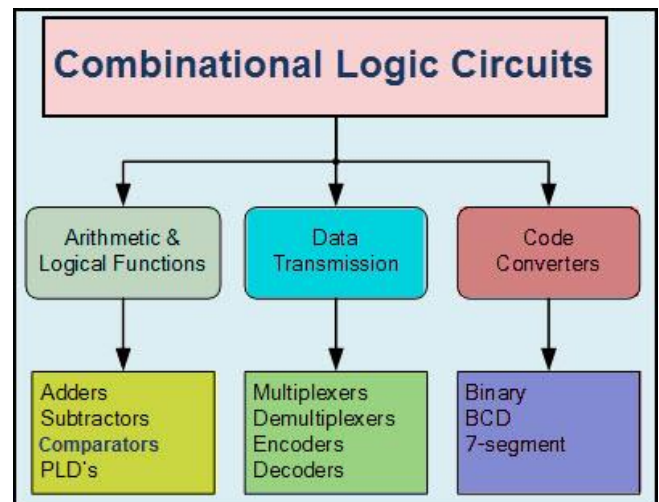 Combinational Logic Circuits
Arithmetic &
Logical Functions
Data
Transmission
Code
Converters
Adders
Subtractors
Comparators
PLD's
Multiplexers
Demultiplexers
Encoders
Decoders
Binary
BCD
7-segment